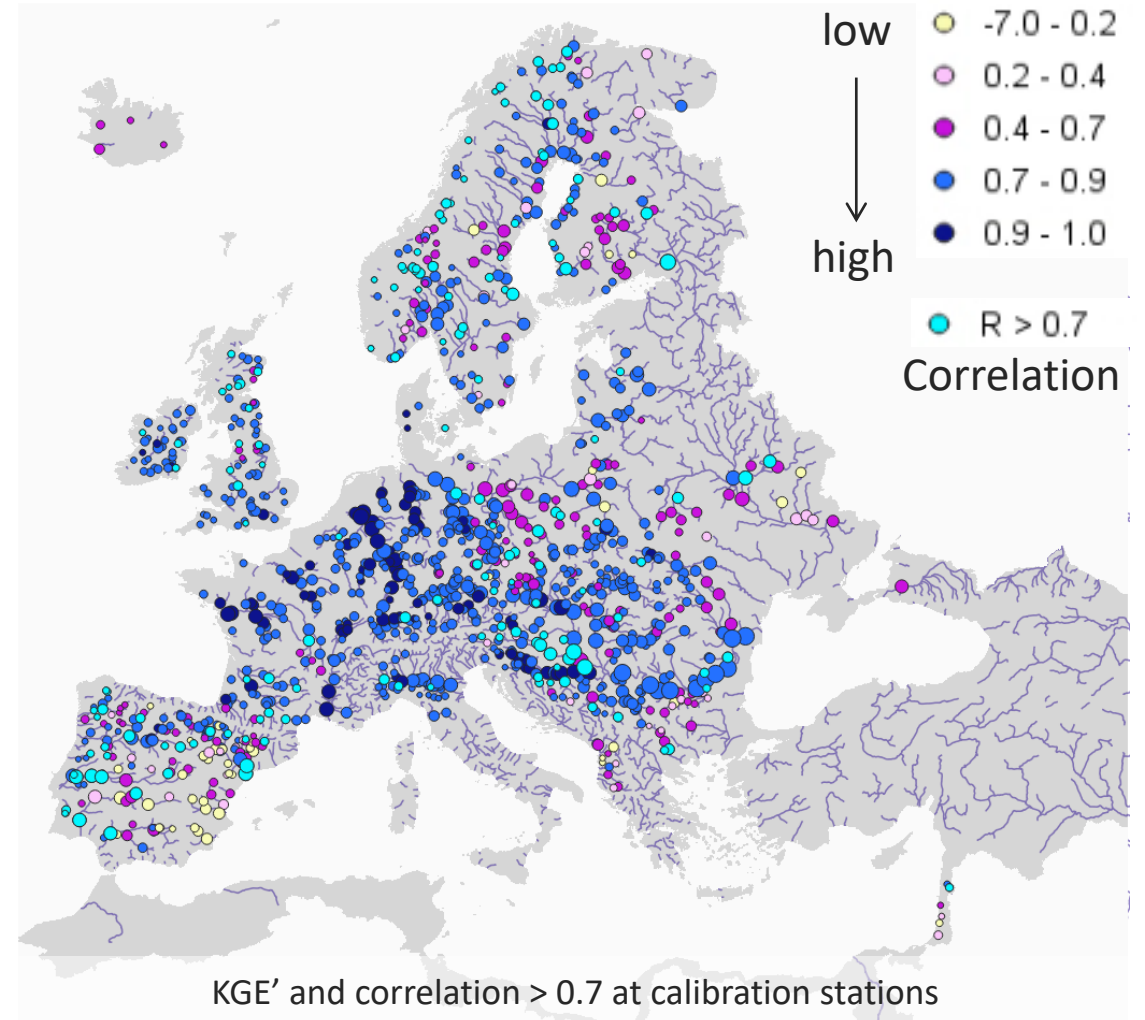 low
high
-7.0 - 0.2
0.2 - 0.4
0.4 - 0.7
0.7 - 0.9
0.9 - 1.0
R > 0.7
Correlation
KGE’ and correlation > 0.7 at calibration stations